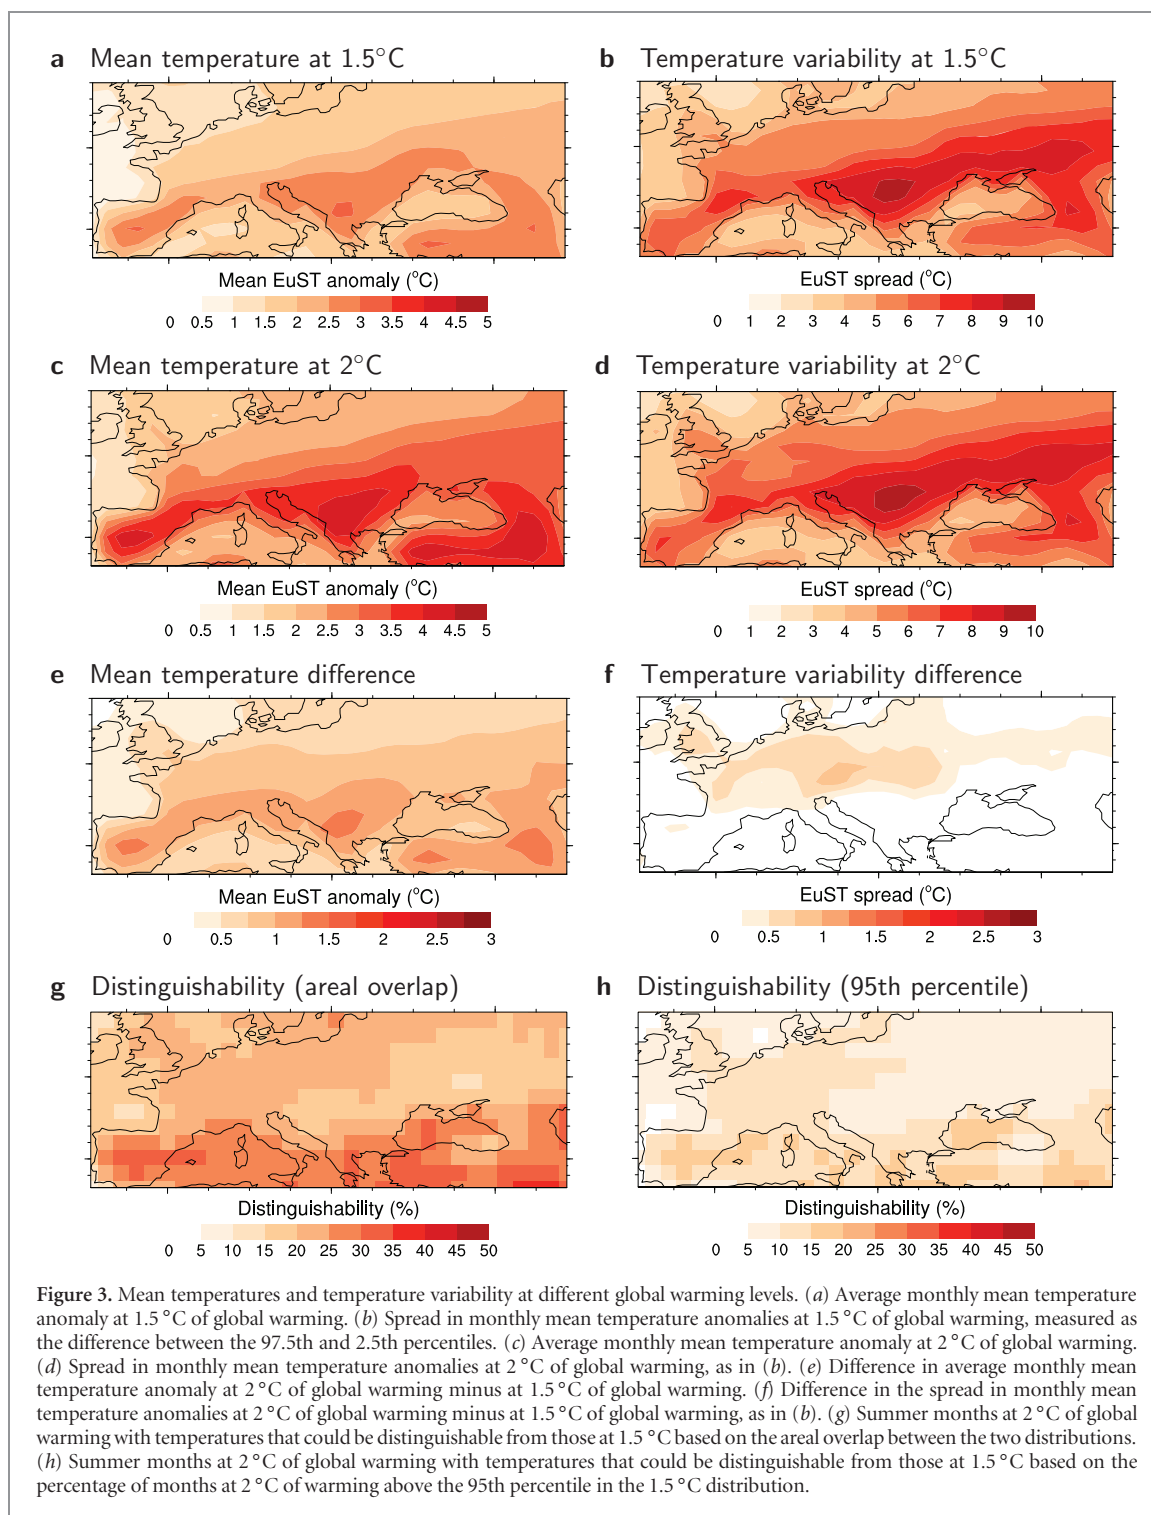 a Mean temperature at 1.5°C
b Temperature variability at 1.5°C
Mean EuST anomaly (°C)
0 0.5 1 1.5 2 2.5 3 3.5 4 4.5 5
EuST spread (°C)
0 1 2 3 4 5 6 7 8 9 10
c Mean temperature at 2°C
d Temperature variability at 2°C
Mean EuST anomaly (°C)
0 0.5 1 1.5 2 2.5 3 3.5 4 4.5 5
EuST spread (°C)
0 1 2 3 4 5 6 7 8 9 10
e Mean temperature difference
f Temperature variability difference
Mean EuST anomaly (°C)
0 0.5 1 1.5 2 2.5 3
EuST spread (°C)
0 0.5 1 1.5 2 2.5 3
g Distinguishability (areal overlap)
h Distinguishability (95th percentile)
Distinguishability (%)
0 5 10 15 20 25 30 35 40 45 50
Distinguishability (%)
0 5 10 15 20 25 30 35 40 45 50
Figure 3. Mean temperatures and temperature variability at different global warming levels. (a) Average monthly mean temperature
anomaly at 1.5 °C of global warming. (b) Spread in monthly mean temperature anomalies at 1.5 °C of global warming, measured as
the difference between the 97.5th and 2.5th percentiles. (c) Average monthly mean temperature anomaly at 2 °C of global warming.
(d) Spread in monthly mean temperature anomalies at 2 °C of global warming, as in (b). (e) Difference in average monthly mean
temperature anomaly at 2 °C of global warming minus at 1.5 °C of global warming. (f) Difference in the spread in monthly mean
temperature anomalies at 2 °C of global warming minus at 1.5 °C of global warming, as in (b). (g) Summer months at 2 °C of global
warming with temperatures that could be distinguishable from those at 1.5 °C based on the areal overlap between the two distributions.
(h) Summer months at 2 °C of global warming with temperatures that could be distinguishable from those at 1.5 °C based on the
percentage of months at 2 °C of warming above the 95th percentile in the 1.5 °C distribution.